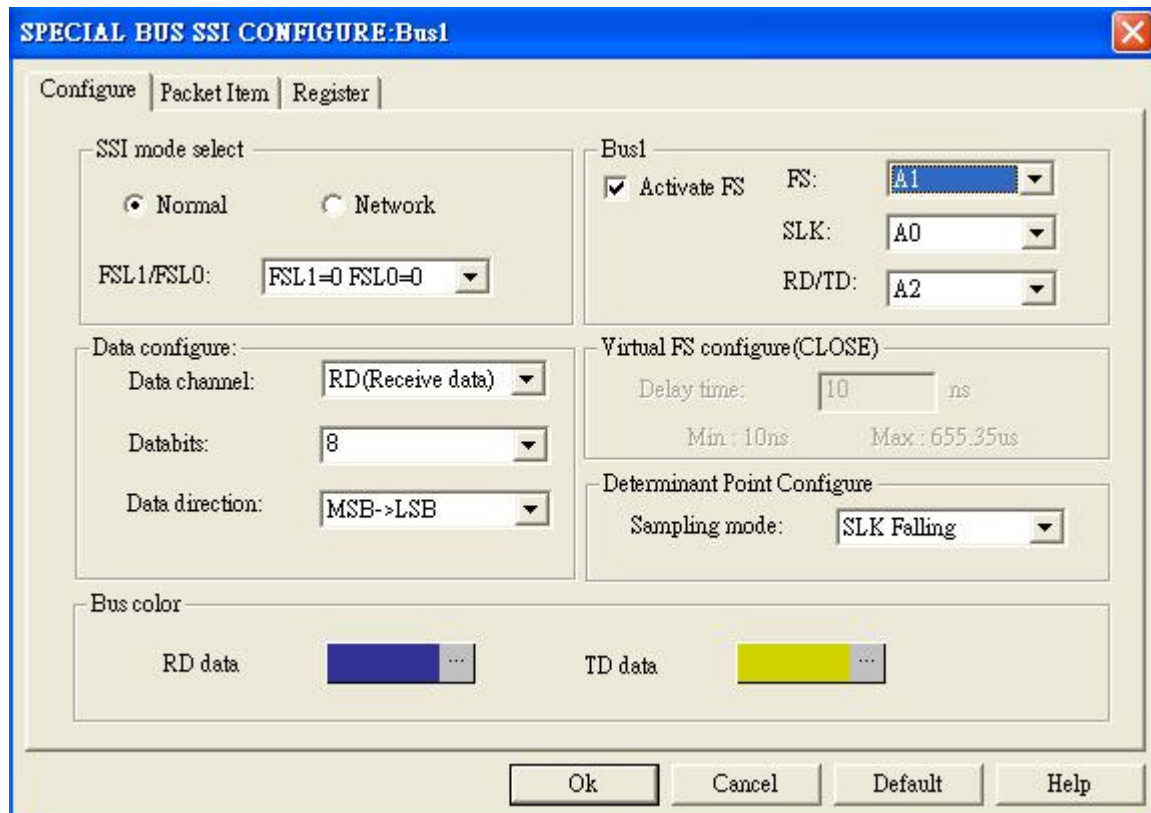 SPECIAL BUS SSI CONFIGURE:Bus1
Configure Packet Item Register
SSI mode select
Normal Network
FSL1/FSL0: FSL1=0 FSL0=0
Bus1
Activate FS FS: A1
SLK: A0
RD/TD: A2
Data configure:
Data channel: RD(Receive data)
Databits: 8
Data direction: MSB->LSB
Virtual FS configure(CLOSE)
Delay time: 10 ns
Min : 10ns Max : 655.35us
Determinant Point Configure
Sampling mode: SLK Falling
Bus color
RD data ... TD data ...
Ok Cancel Default Help